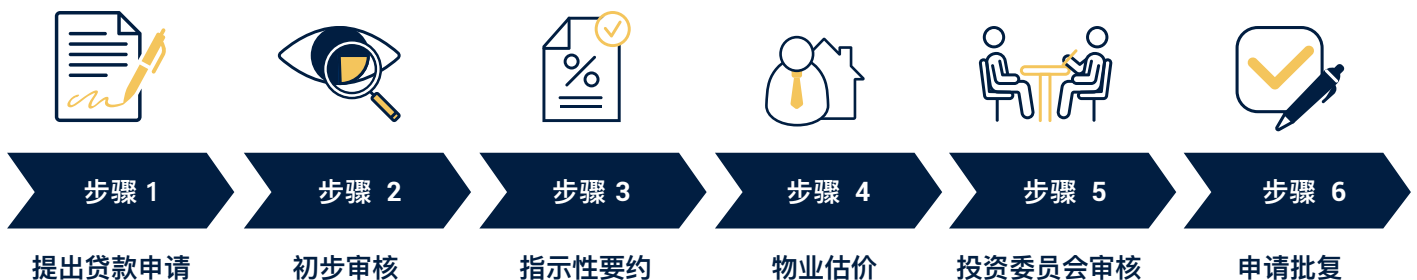 步骤 1
步骤 2
步骤 3
步骤 4
步骤 5
步骤 6
提出贷款申请
初步审核
指示性要约
物业估价
投资委员会审核
申请批复